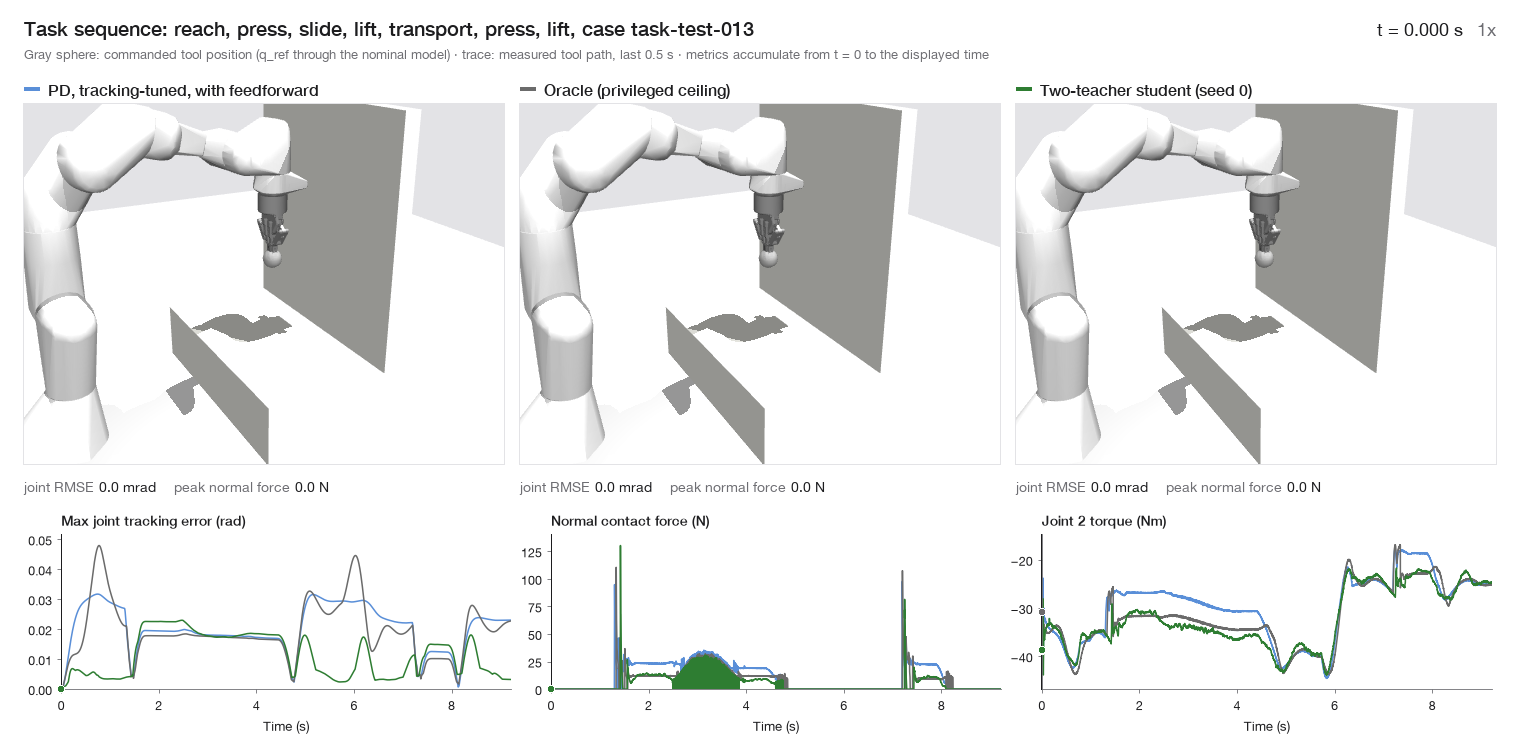 Task sequence: reach, press, slide, lift, transport, press, lift, case task-test-013
t = 0.000 s 1x
Gray sphere: commanded tool position (q_ref through the nominal model) · trace: measured tool path, last 0.5 s · metrics accumulate from t = 0 to the displayed time
PD, tracking-tuned, with feedforward
Oracle (privileged ceiling)
Two-teacher student (seed 0)
joint RMSE 0.0 mrad peak normal force 0.0 N
joint RMSE 0.0 mrad peak normal force 0.0 N
joint RMSE 0.0 mrad peak normal force 0.0 N
Max joint tracking error (rad)
0.05
0.04
0.03
0.02
0.01
0.00
0 2 4 6 8
Time (s)
Normal contact force (N)
125
100
75
50
25
0
0 2 4 6 8
Time (s)
Joint 2 torque (Nm)
−20
−30
−40
0 2 4 6 8
Time (s)